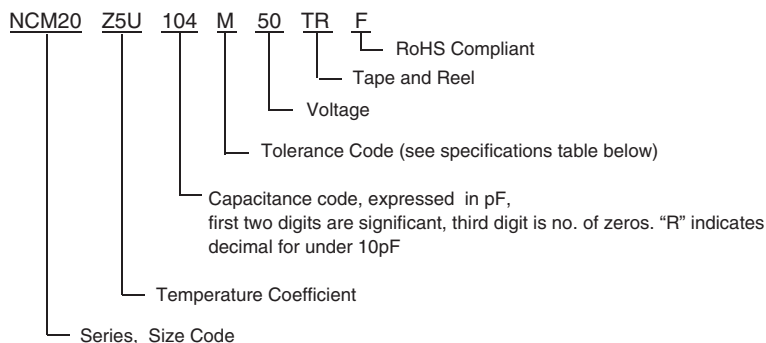 NCM20 Z5U 104 M 50 TR F
RoHS Compliant
Tape and Reel
Voltage
Tolerance Code (see specifications table below)
Capacitance code, expressed in pF,
first two digits are significant, third digit is no. of zeros. “R” indicates
decimal for under 10pF
Temperature Coefficient
Series, Size Code